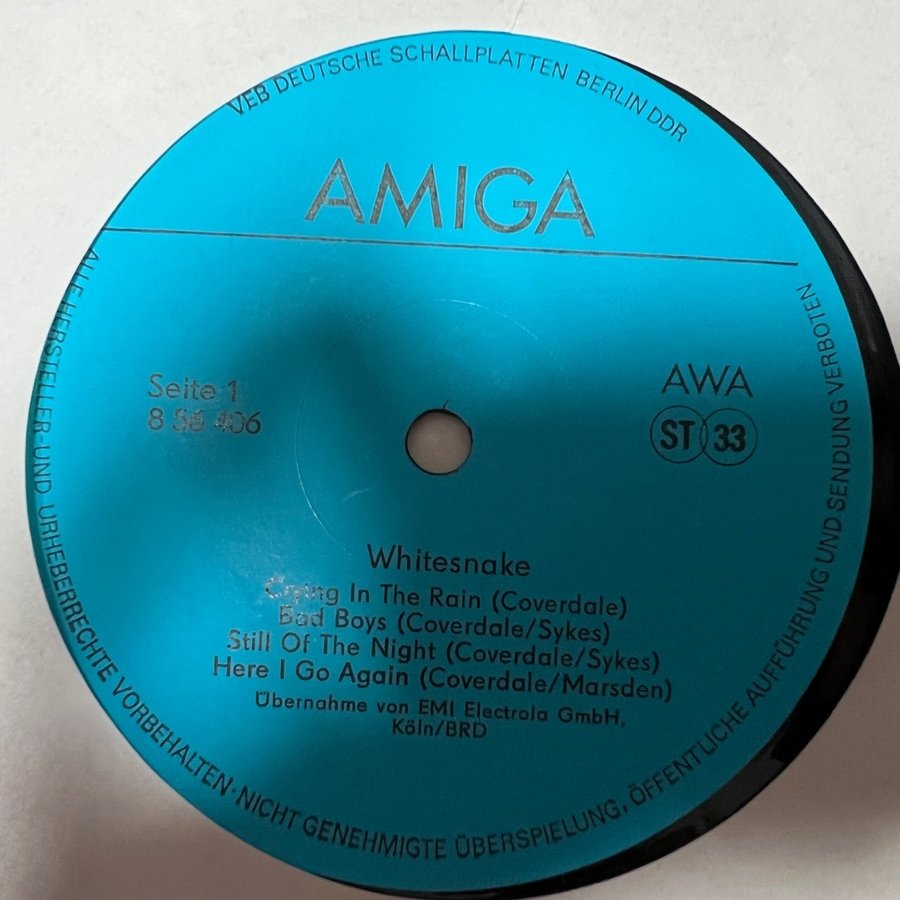 VEB DEUTSCHE SCHALLPLATTEN BERLIN DDR
AMIGA
Seite 1
8 56 406
AWA
ST 33
Whitesnake
Crying In The Rain (Coverdale)
Bad Boys (Coverdale/Sykes)
Still Of The Night (Coverdale/Sykes)
Here I Go Again (Coverdale/Marsden)
Übernahme von EMI Electrola GmbH,
Köln/BRD
ALLE HERSTELLER-UND URHEBERRECHTE VORBEHALTEN · NICHT GENEHMIGTE ÜBERSPIELUNG, ÖFFENTLICHE AUFFÜHRUNG UND SENDUNG VERBOTEN